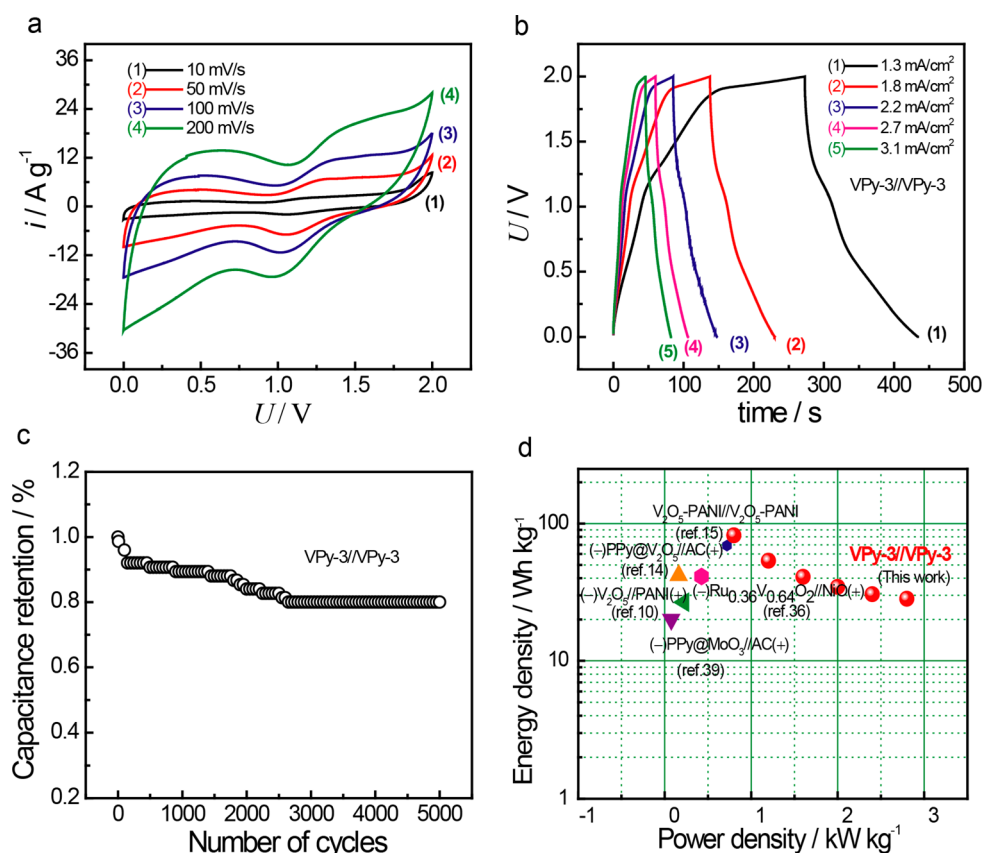 a
36
24
12
0
-12
-24
-36
i / A g⁻¹
(1) 10 mV/s
(2) 50 mV/s
(3) 100 mV/s
(4) 200 mV/s
(4)
(3)
(2)
(1)
0.0 0.5 1.0 1.5 2.0
U / V
b
2.0
1.5
1.0
0.5
0.0
U / V
(1) 1.3 mA/cm²
(2) 1.8 mA/cm²
(3) 2.2 mA/cm²
(4) 2.7 mA/cm²
(5) 3.1 mA/cm²
VPy-3//VPy-3
(5) (4) (3) (2) (1)
0 100 200 300 400 500
time / s
c
1.2
1.0
0.8
0.6
0.4
0.2
Capacitance retention / %
VPy-3//VPy-3
0 1000 2000 3000 4000 5000
Number of cycles
d
100
10
1
Energy density / Wh kg⁻¹
V₂O₅-PANI//V₂O₅-PANI
(ref.15)
(–)PPy@V₂O₅//AC(+)
(ref.14)
(–)V₂O₅//PANI(+)
(ref.10)
(–)Ru₀.₃₆V₀.₆₄O₂//NiO(+)
(ref.36)
(–)PPy@MoO₃//AC(+)
(ref.39)
VPy-3//VPy-3
(This work)
-1 0 1 2 3
Power density / kW kg⁻¹